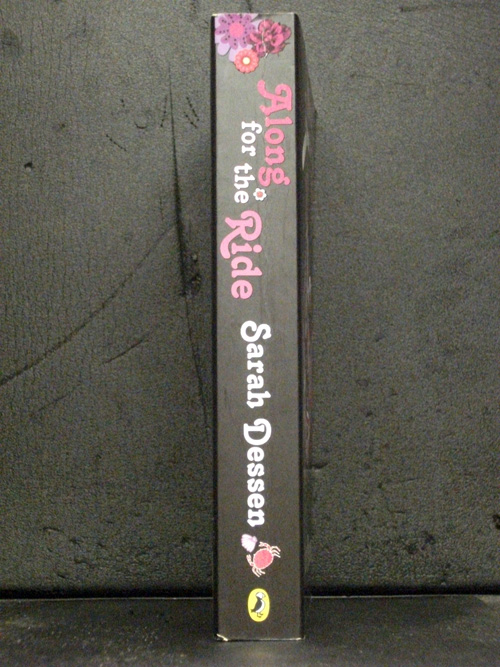 Along
for the Ride
Sarah Dessen